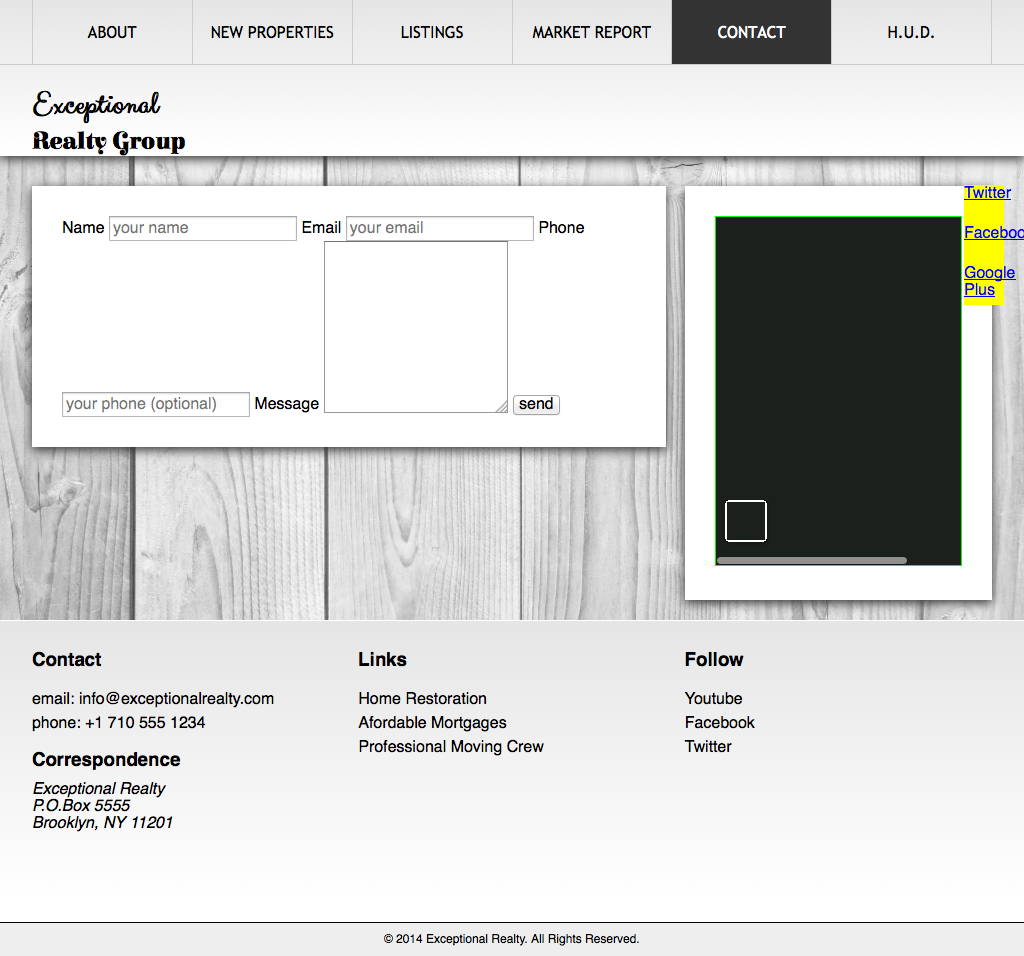 ABOUT NEW PROPERTIES LISTINGS MARKET REPORT CONTACT H.U.D.
Exceptional
Realty Group
Name your name Email your email Phone
your phone (optional) Message send
Twitter
Faceboo
Google
Plus
Contact
email: info@exceptionalrealty.com
phone: +1 710 555 1234
Correspondence
Exceptional Realty
P.O.Box 5555
Brooklyn, NY 11201
Links
Home Restoration
Afordable Mortgages
Professional Moving Crew
Follow
Youtube
Facebook
Twitter
© 2014 Exceptional Realty. All Rights Reserved.